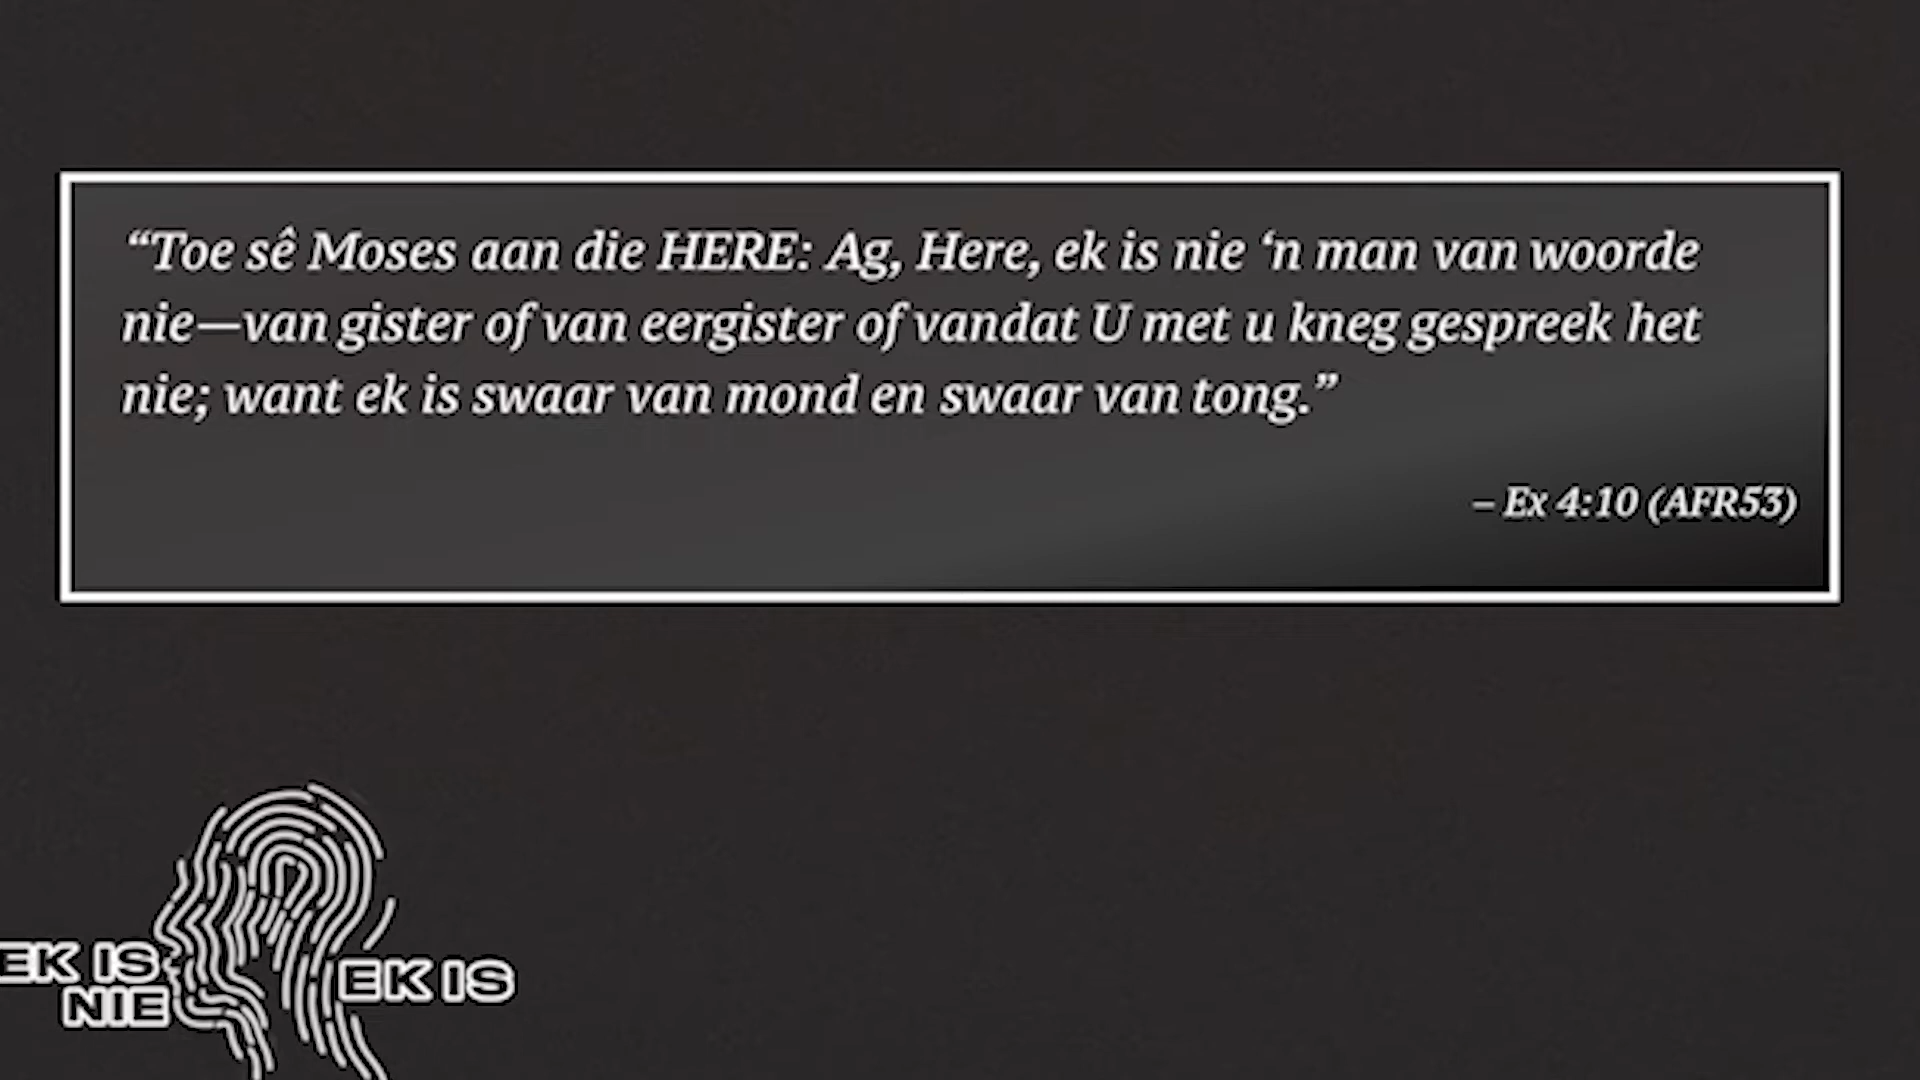 “Toe sê Moses aan die HERE: Ag, Here, ek is nie ‘n man van woorde
nie—van gister of van eergister of vandat U met u kneg gespreek het
nie; want ek is swaar van mond en swaar van tong.”
– Ex 4:10 (AFR53)
EK IS
NIE
EK IS